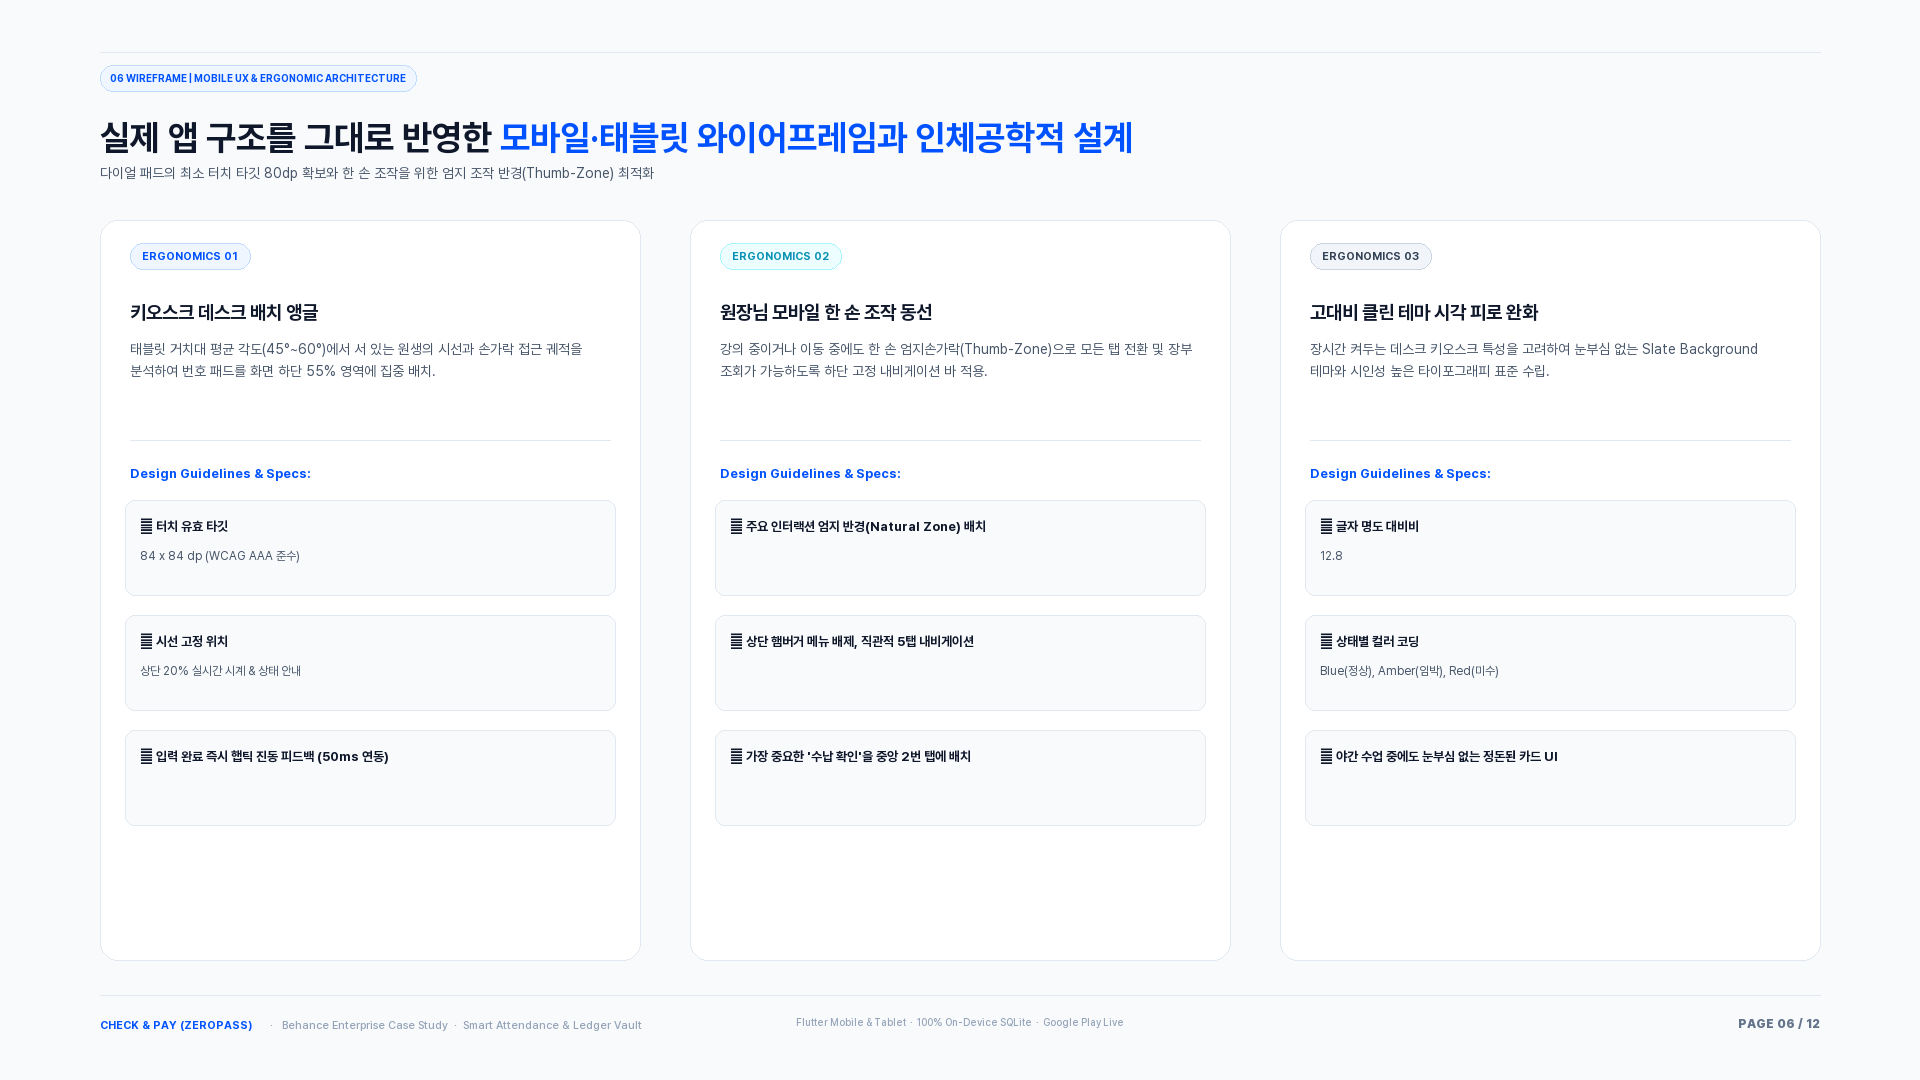 06 WIREFRAME | MOBILE UX & ERGONOMIC ARCHITECTURE
실제 앱 구조를 그대로 반영한 모바일·태블릿 와이어프레임과 인체공학적 설계
다이얼 패드의 최소 터치 타깃 80dp 확보와 한 손 조작을 위한 엄지 조작 반경(Thumb-Zone) 최적화
ERGONOMICS 01
키오스크 데스크 배치 앵글
태블릿 거치대 평균 각도(45°~60°)에서 서 있는 원생의 시선과 손가락 접근 궤적을
분석하여 번호 패드를 화면 하단 55% 영역에 집중 배치.
Design Guidelines & Specs:
터치 유효 타깃
84 x 84 dp (WCAG AAA 준수)
시선 고정 위치
상단 20% 실시간 시계 & 상태 안내
입력 완료 즉시 햅틱 진동 피드백 (50ms 연동)
ERGONOMICS 02
원장님 모바일 한 손 조작 동선
강의 중이거나 이동 중에도 한 손 엄지손가락(Thumb-Zone)으로 모든 탭 전환 및 장부
조회가 가능하도록 하단 고정 내비게이션 바 적용.
Design Guidelines & Specs:
주요 인터랙션 엄지 반경(Natural Zone) 배치
상단 햄버거 메뉴 배제, 직관적 5탭 내비게이션
가장 중요한 '수납 확인'을 중앙 2번 탭에 배치
ERGONOMICS 03
고대비 클린 테마 시각 피로 완화
장시간 켜두는 데스크 키오스크 특성을 고려하여 눈부심 없는 Slate Background
테마와 시인성 높은 타이포그래피 표준 수립.
Design Guidelines & Specs:
글자 명도 대비비
12.8
상태별 컬러 코딩
Blue(정상), Amber(임박), Red(미수)
야간 수업 중에도 눈부심 없는 정돈된 카드 UI
CHECK & PAY (ZEROPASS) · Behance Enterprise Case Study · Smart Attendance & Ledger Vault
Flutter Mobile & Tablet · 100% On-Device SQLite · Google Play Live
PAGE 06 / 12